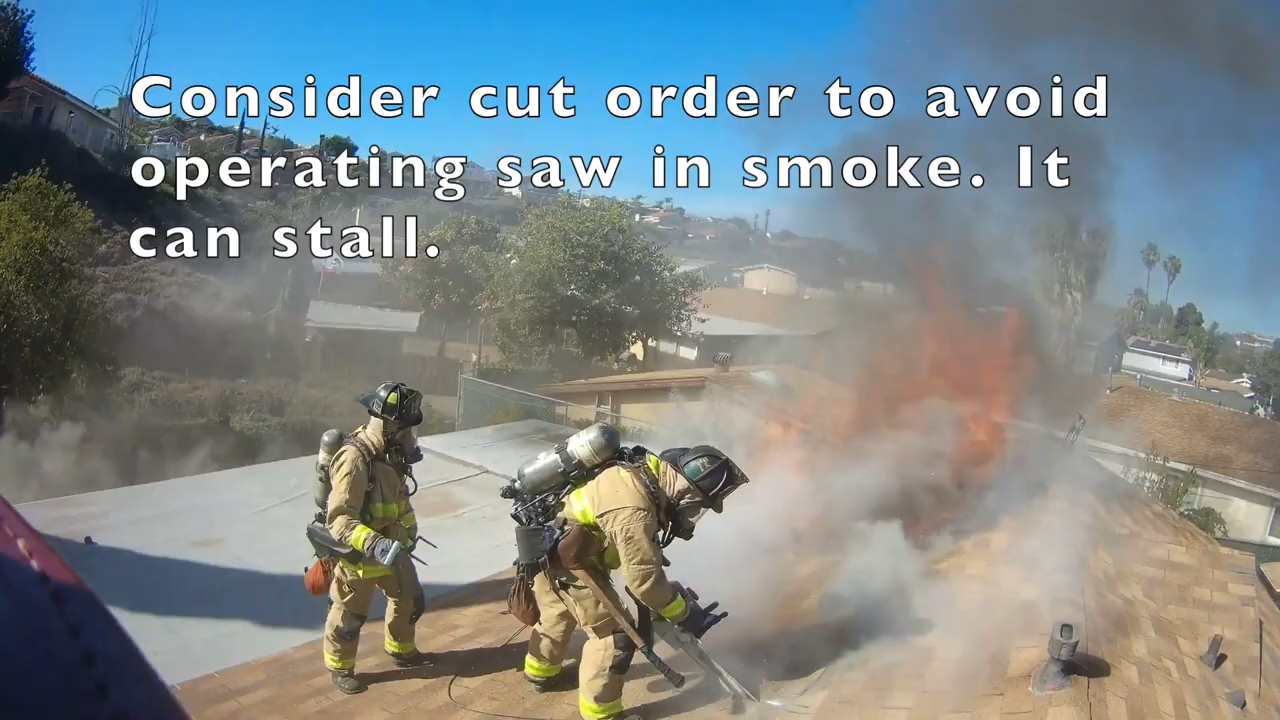 Consider cut order to avoid
operating saw in smoke. It
can stall.